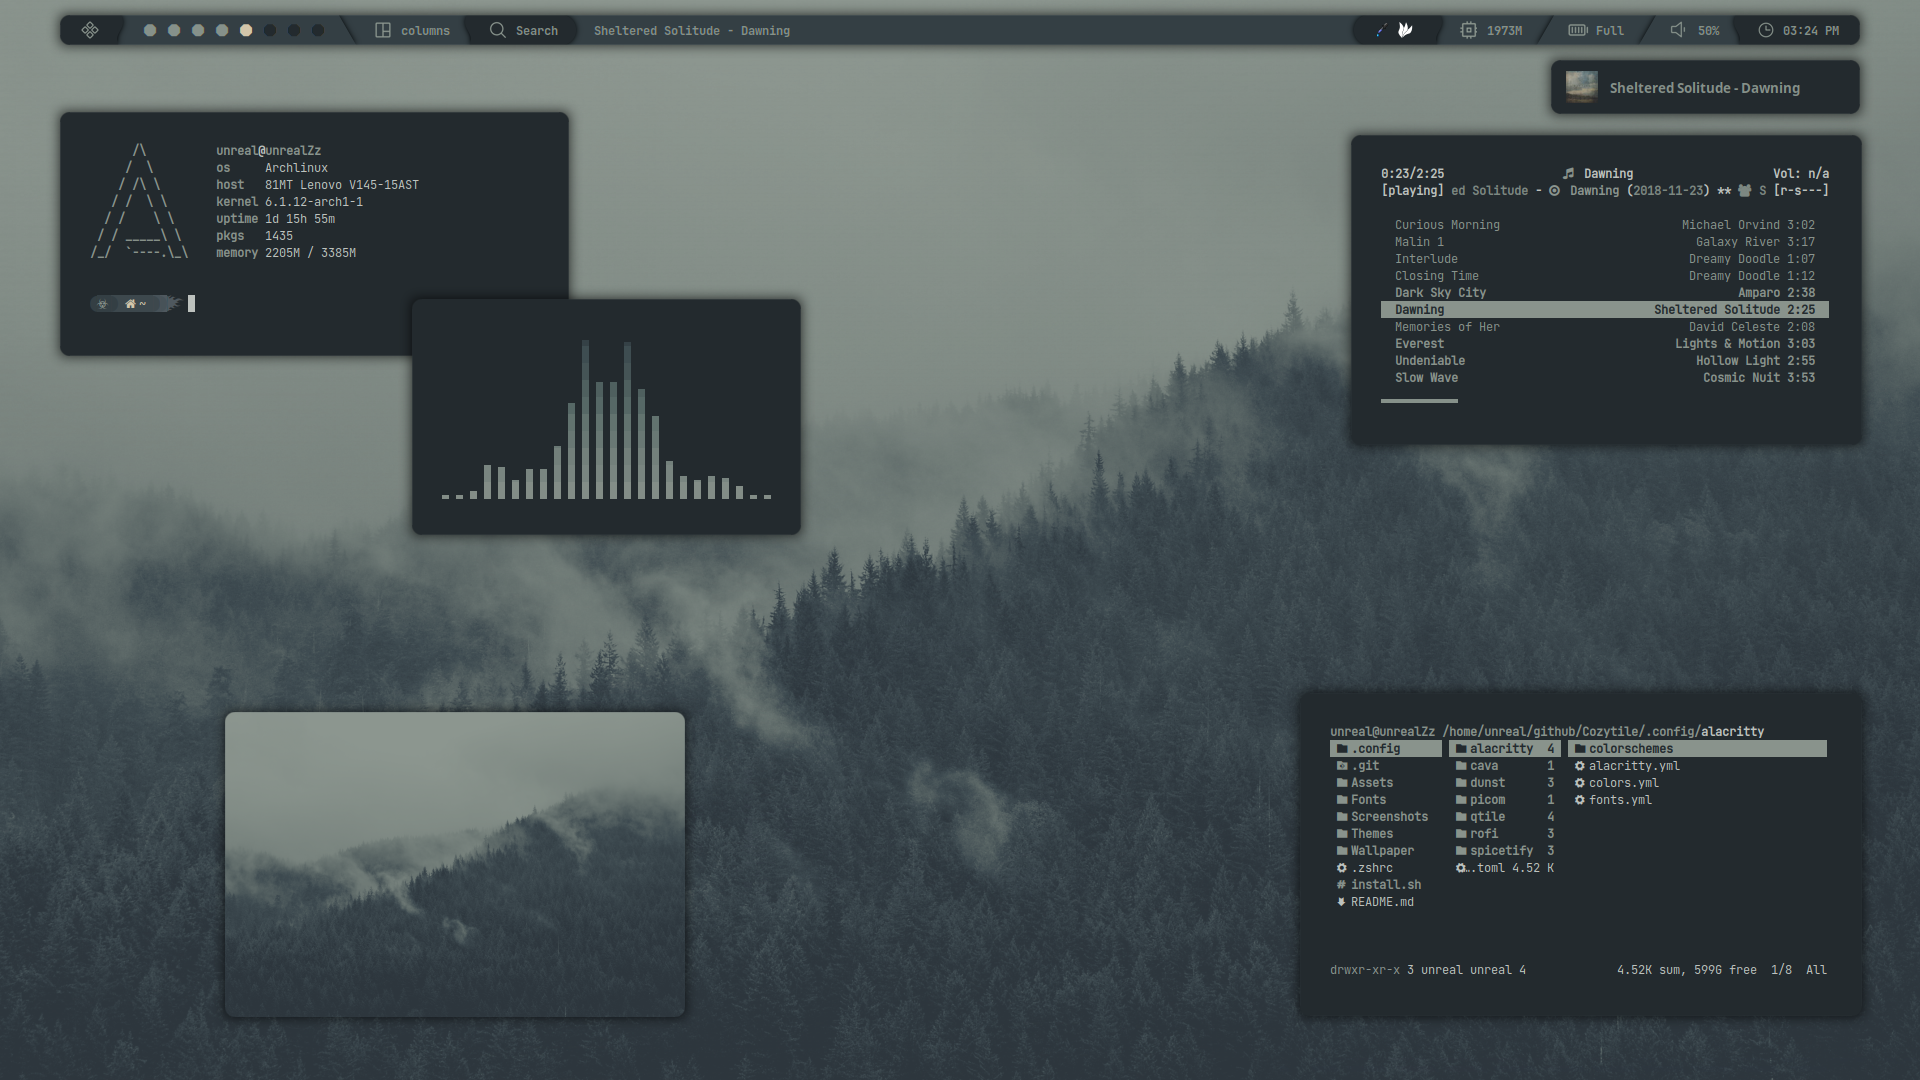 columns
Search
Sheltered Solitude - Dawning
1973M
Full
50%
03:24 PM
Sheltered Solitude - Dawning
/\
/  \
/ /\ \
/ /  \ \
/ /    \ \
/ / _____\ \
/_/  `----.\_\
unreal@unrealZz
os     Archlinux
host   81MT Lenovo V145-15AST
kernel 6.1.12-arch1-1
uptime 1d 15h 55m
pkgs   1435
memory 2205M / 3385M
~
0:23/2:25 Dawning Vol: n/a
[playing] ed Solitude - Dawning (2018-11-23) ** S [r-s---]
Curious Morning Michael Orvind 3:02
Malin 1 Galaxy River 3:17
Interlude Dreamy Doodle 1:07
Closing Time Dreamy Doodle 1:12
Dark Sky City Amparo 2:38
Dawning Sheltered Solitude 2:25
Memories of Her David Celeste 2:08
Everest Lights & Motion 3:03
Undeniable Hollow Light 2:55
Slow Wave Cosmic Nuit 3:53
unreal@unrealZz /home/unreal/github/Cozytile/.config/alacritty
.config alacritty 4 colorschemes
.git cava 1 alacritty.yml
Assets dunst 3 colors.yml
Fonts picom 1 fonts.yml
Screenshots qtile 4
Themes rofi 3
Wallpaper spicetify 3
.zshrc ….toml 4.52 K
# install.sh
README.md
drwxr-xr-x 3 unreal unreal 4 4.52K sum, 599G free 1/8 All